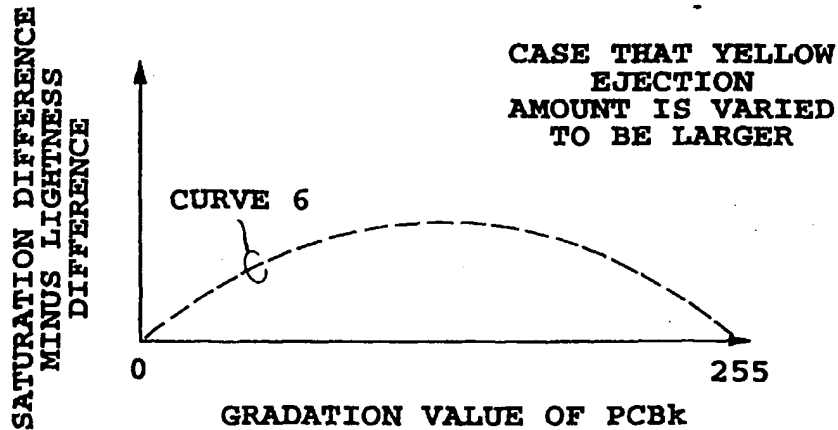 SATURATION DIFFERENCE
MINUS LIGHTNESS
DIFFERENCE
CASE THAT YELLOW
EJECTION
AMOUNT IS VARIED
TO BE LARGER
CURVE 6
0
255
GRADATION VALUE OF PCBk